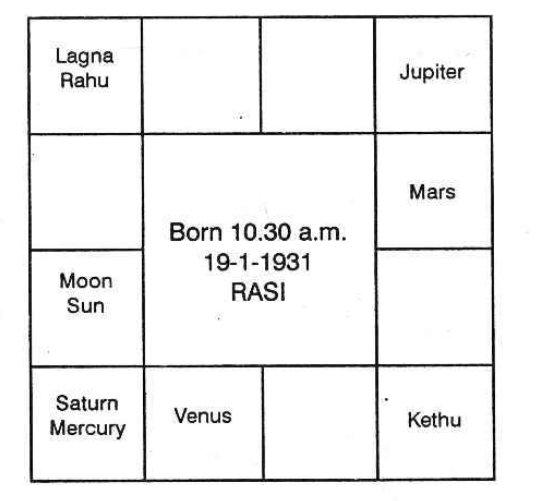 Lagna
Rahu
Jupiter
Mars
Born 10.30 a.m.
19-1-1931
RASI
Moon
Sun
Saturn
Mercury
Venus
Kethu